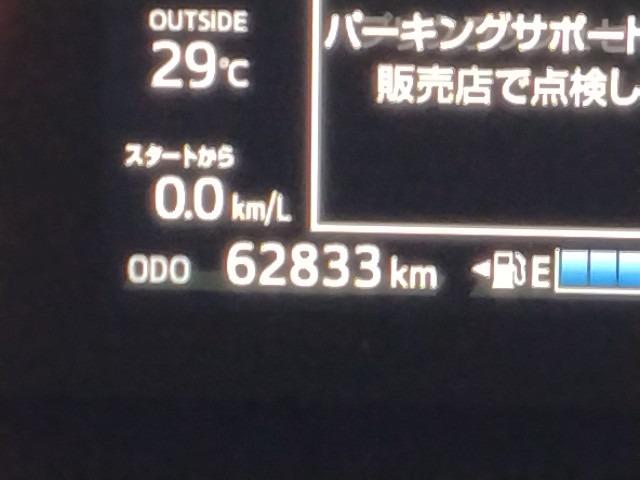 OUTSIDE
29℃
パーキングサポート
販売店で点検し
スタートから
0.0 km/L
ODO 62833 km
E